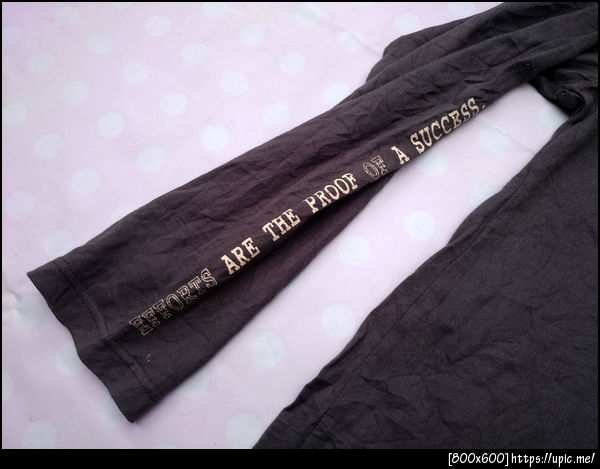 EFFORTS ARE THE PROOF OF A SUCCESS.
[800x600]https://upic.me/